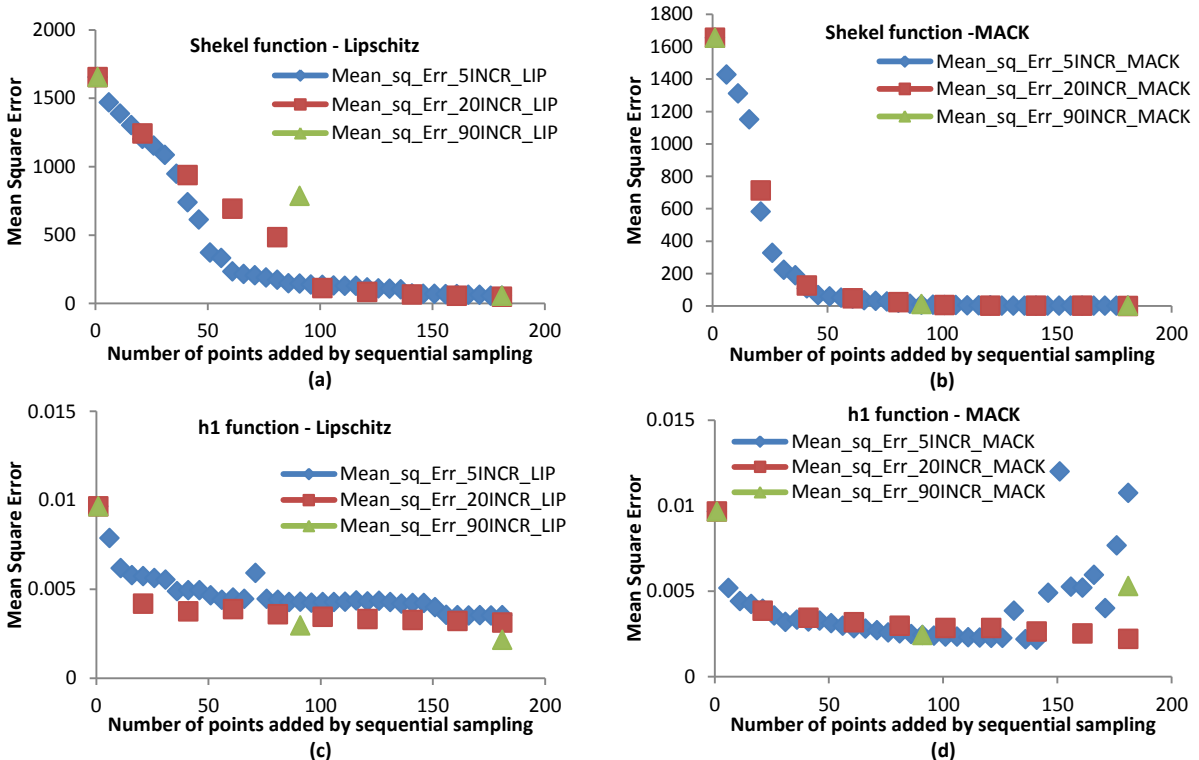 Shekel function - Lipschitz
Mean_sq_Err_5INCR_LIP
Mean_sq_Err_20INCR_LIP
Mean_sq_Err_90INCR_LIP
Mean Square Error
2000
1500
1000
500
0
0 50 100 150 200
Number of points added by sequential sampling
(a)
Shekel function -MACK
Mean_sq_Err_5INCR_MACK
Mean_sq_Err_20INCR_MACK
Mean_sq_Err_90INCR_MACK
Mean Square Error
1800
1600
1400
1200
1000
800
600
400
200
0
0 50 100 150 200
Number of points added by sequential sampling
(b)
h1 function - Lipschitz
Mean_sq_Err_5INCR_LIP
Mean_sq_Err_20INCR_LIP
Mean_sq_Err_90INCR_LIP
Mean Square Error
0.015
0.01
0.005
0
0 50 100 150 200
Number of points added by sequential sampling
(c)
h1 function - MACK
Mean_sq_Err_5INCR_MACK
Mean_sq_Err_20INCR_MACK
Mean_sq_Err_90INCR_MACK
Mean Square Error
0.015
0.01
0.005
0
0 50 100 150 200
Number of points added by sequential sampling
(d)